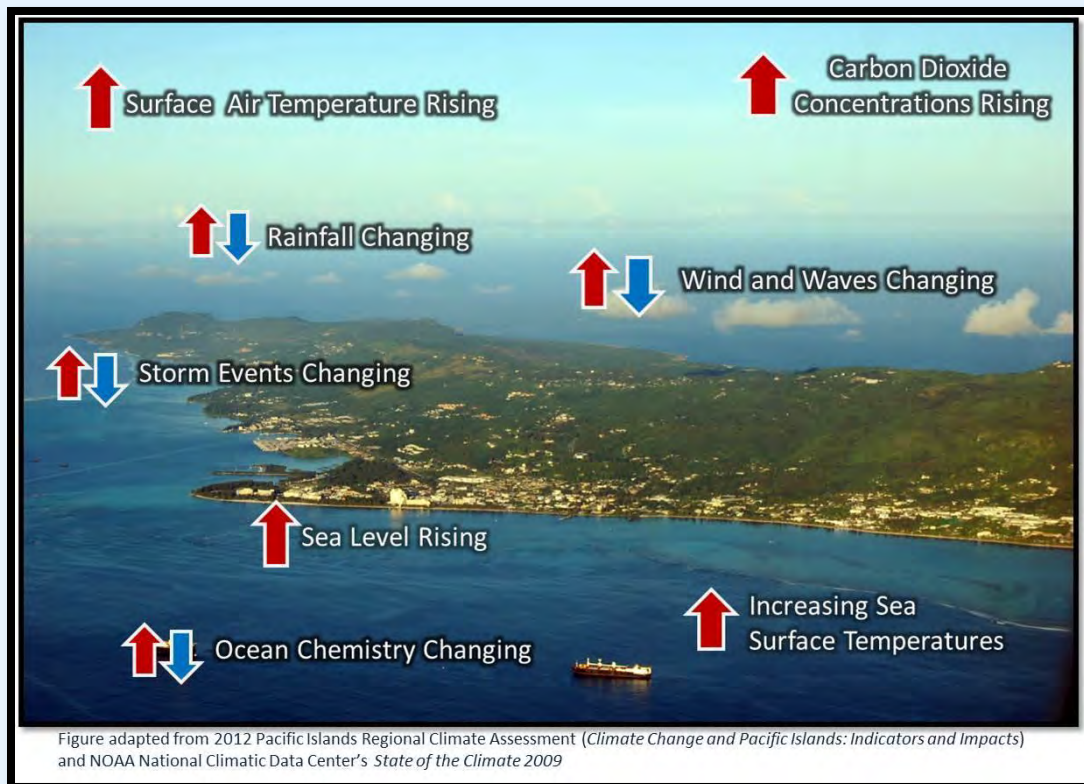 Surface Air Temperature Rising
Carbon Dioxide
Concentrations Rising
Rainfall Changing
Wind and Waves Changing
Storm Events Changing
Sea Level Rising
Increasing Sea
Surface Temperatures
Ocean Chemistry Changing
Figure adapted from 2012 Pacific Islands Regional Climate Assessment (Climate Change and Pacific Islands: Indicators and Impacts)
and NOAA National Climatic Data Center's State of the Climate 2009